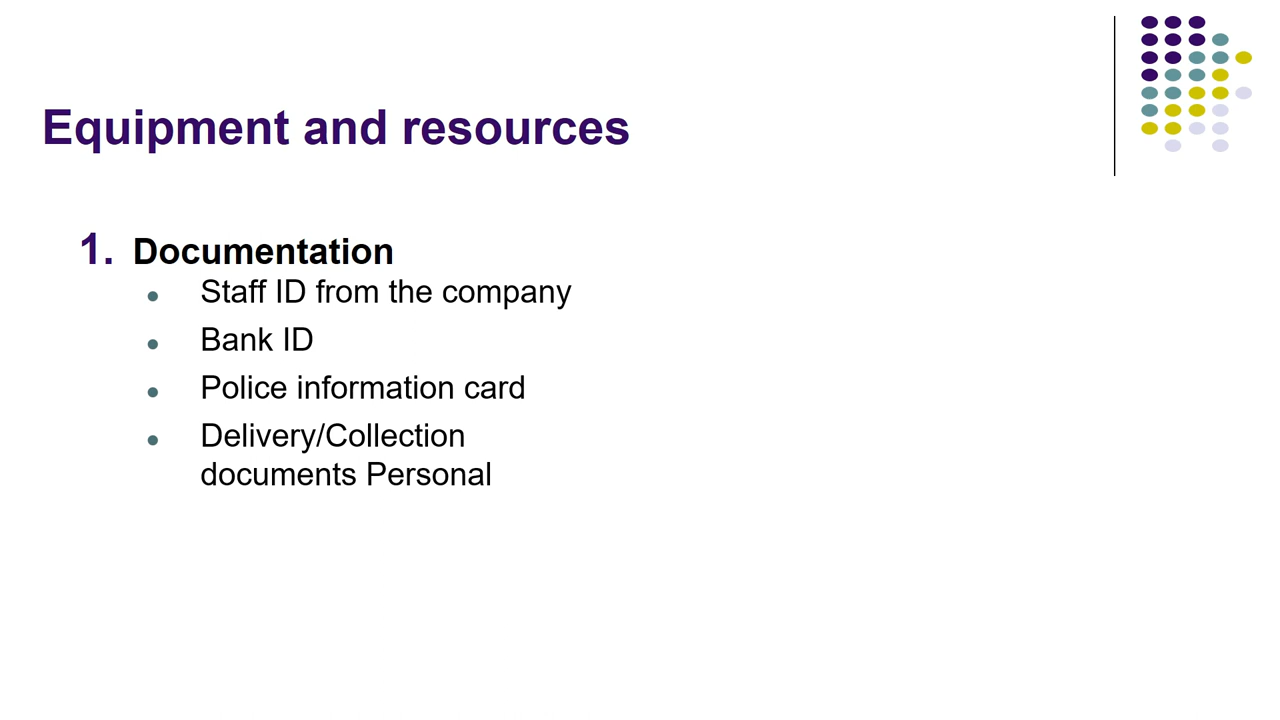 Equipment and resources
1. Documentation
● Staff ID from the company
● Bank ID
● Police information card
● Delivery/Collection
documents Personal